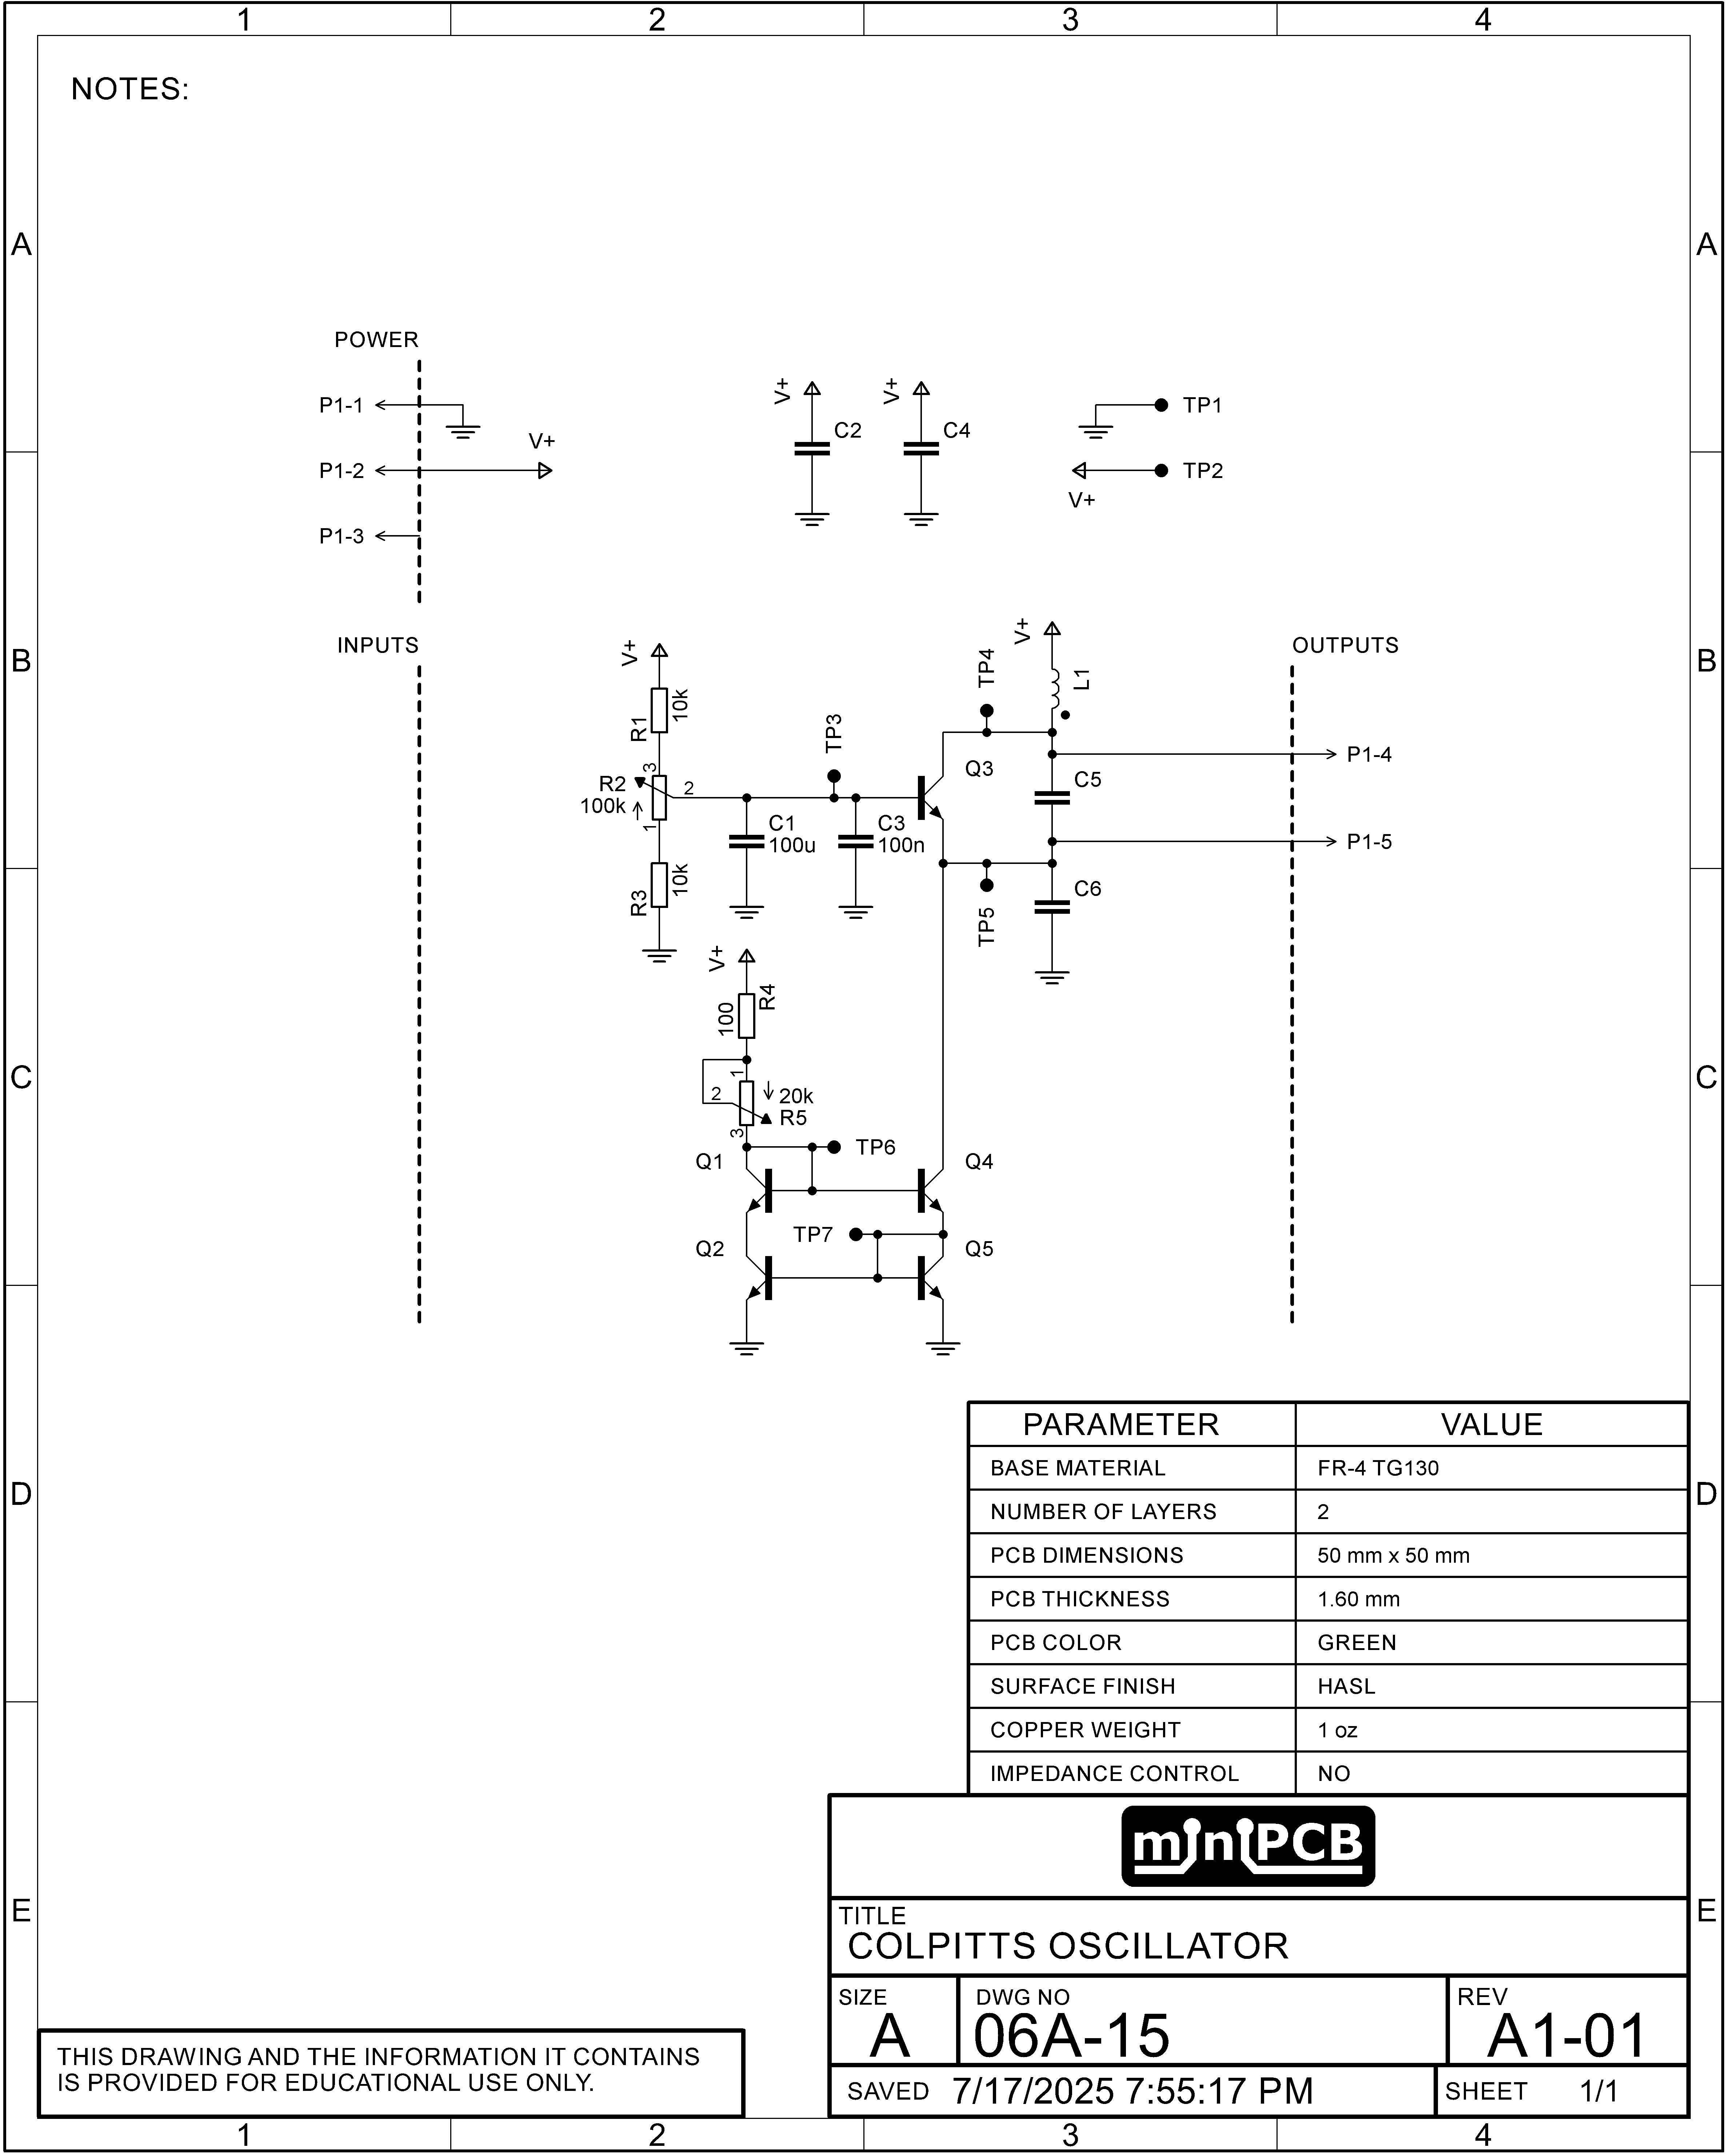 1 2 3 4
NOTES:
A A
POWER
P1-1
V+ V+
C2 C4
TP1
V+
P1-2
TP2
V+
P1-3
INPUTS
OUTPUTS
B B
V+
R1 10k
3
R2 2
100k
1
R3 10k
TP3
C1 C3
100u 100n
TP4
V+
L1
Q3
C5
P1-4
P1-5
C6
TP5
C C
V+
100 R4
1
2 20k
R5
3
TP6
Q1 Q4
TP7
Q2 Q5
PARAMETER VALUE
BASE MATERIAL FR-4 TG130
D D
NUMBER OF LAYERS 2
PCB DIMENSIONS 50 mm x 50 mm
PCB THICKNESS 1.60 mm
PCB COLOR GREEN
SURFACE FINISH HASL
COPPER WEIGHT 1 oz
IMPEDANCE CONTROL NO
miniPCB
E E
TITLE
COLPITTS OSCILLATOR
SIZE DWG NO REV
A 06A-15 A1-01
SAVED 7/17/2025 7:55:17 PM SHEET 1/1
THIS DRAWING AND THE INFORMATION IT CONTAINS
IS PROVIDED FOR EDUCATIONAL USE ONLY.
1 2 3 4